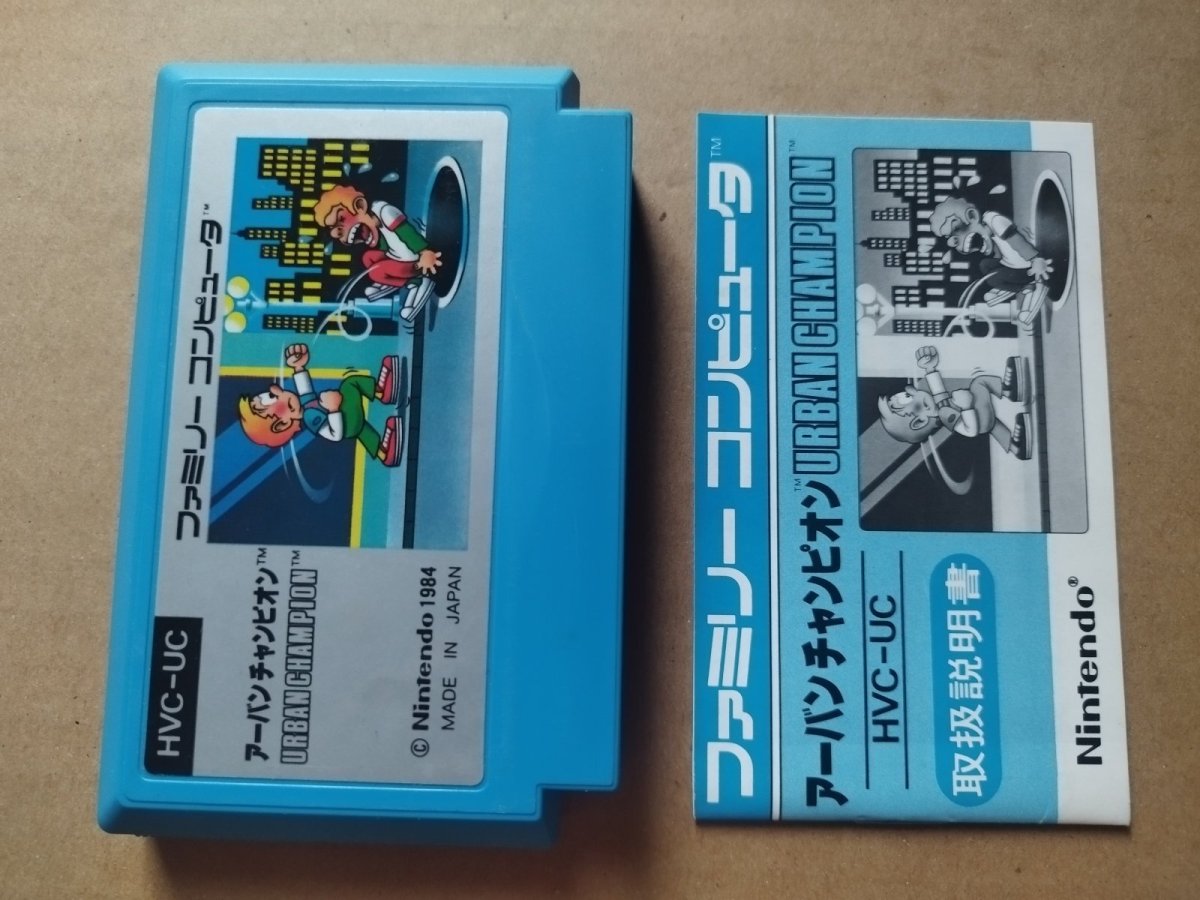 HVC-UC
ファミリー コンピュータ™
アーバンチャンピオン™
URBAN CHAMPION™
© Nintendo 1984
MADE IN JAPAN
ファミリー コンピュータ™
アーバンチャンピオン™ URBAN CHAMPION™
HVC-UC
取扱説明書
Nintendo®